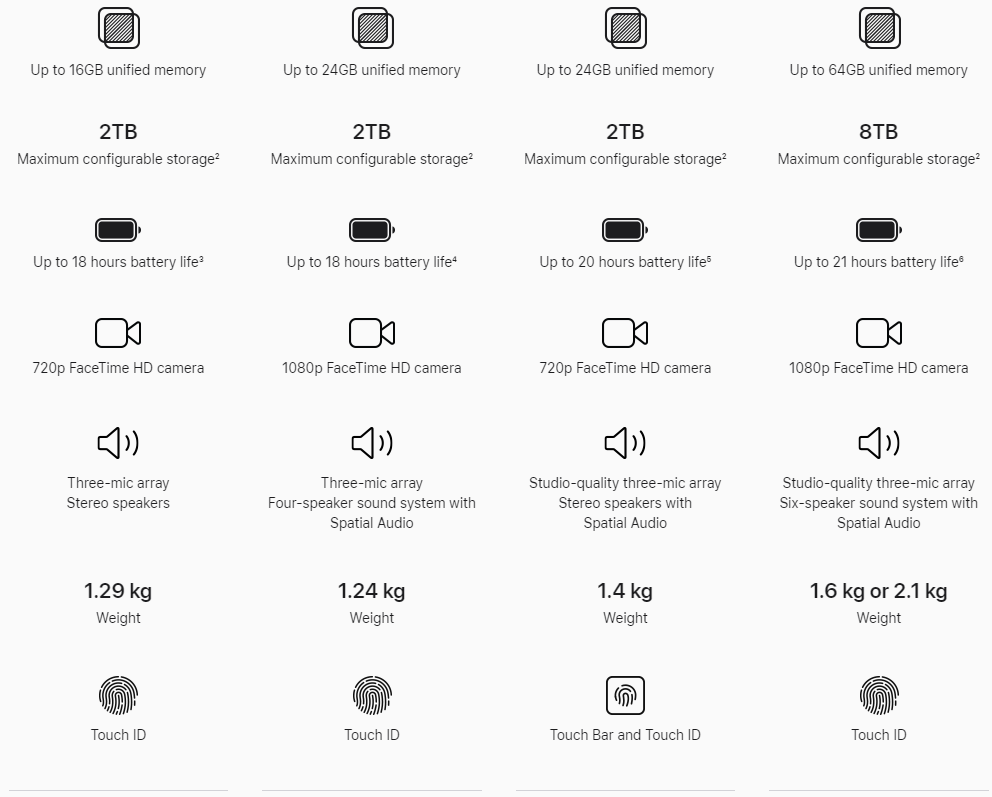 Up to 16GB unified memory
Up to 24GB unified memory
Up to 24GB unified memory
Up to 64GB unified memory
2TB
2TB
2TB
8TB
Maximum configurable storage²
Maximum configurable storage²
Maximum configurable storage²
Maximum configurable storage²
Up to 18 hours battery life³
Up to 18 hours battery life⁴
Up to 20 hours battery life⁵
Up to 21 hours battery life⁶
720p FaceTime HD camera
1080p FaceTime HD camera
720p FaceTime HD camera
1080p FaceTime HD camera
Three-mic array
Stereo speakers
Three-mic array
Four-speaker sound system with
Spatial Audio
Studio-quality three-mic array
Stereo speakers with
Spatial Audio
Studio-quality three-mic array
Six-speaker sound system with
Spatial Audio
1.29 kg
1.24 kg
1.4 kg
1.6 kg or 2.1 kg
Weight
Weight
Weight
Weight
Touch ID
Touch ID
Touch Bar and Touch ID
Touch ID